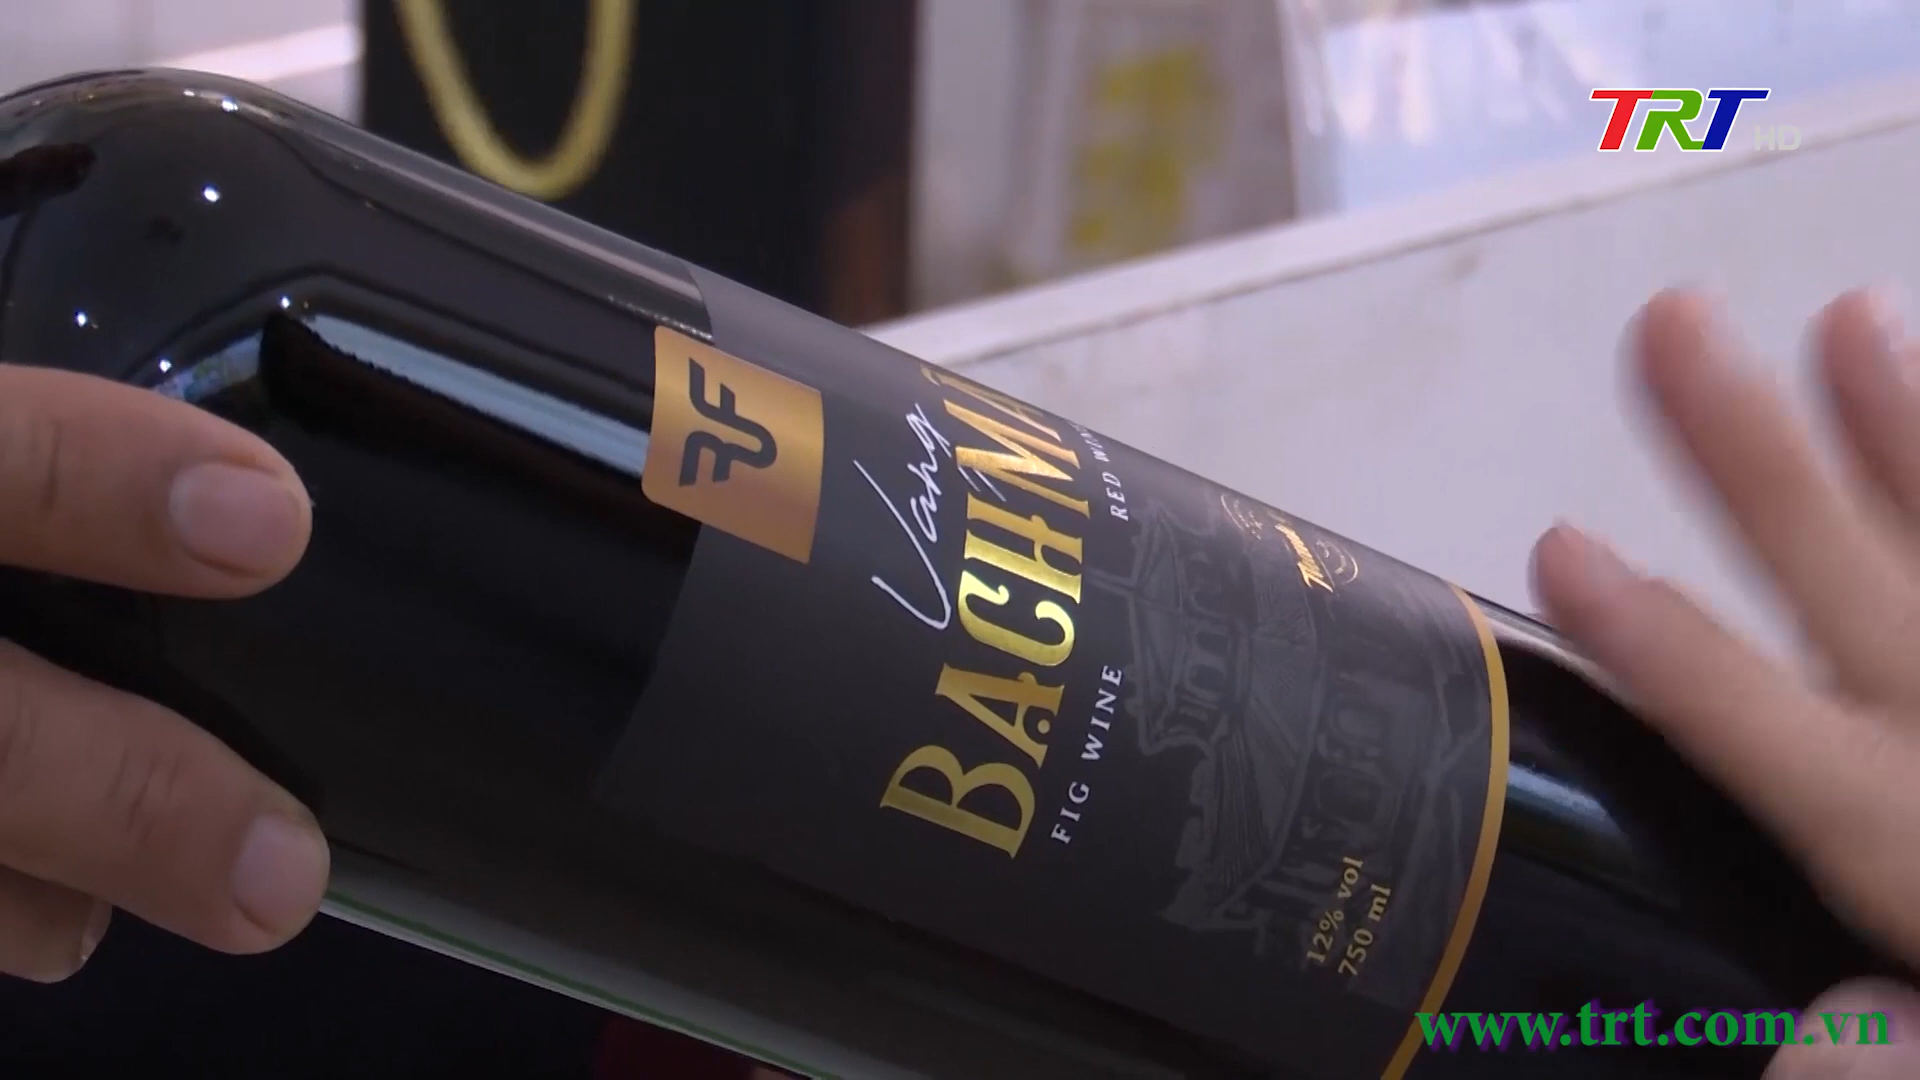 TRT HD
RF
Vang
BẠCH MÃ
FIG WINE
RED WINE
12% vol
750 ml
www.trt.com.vn